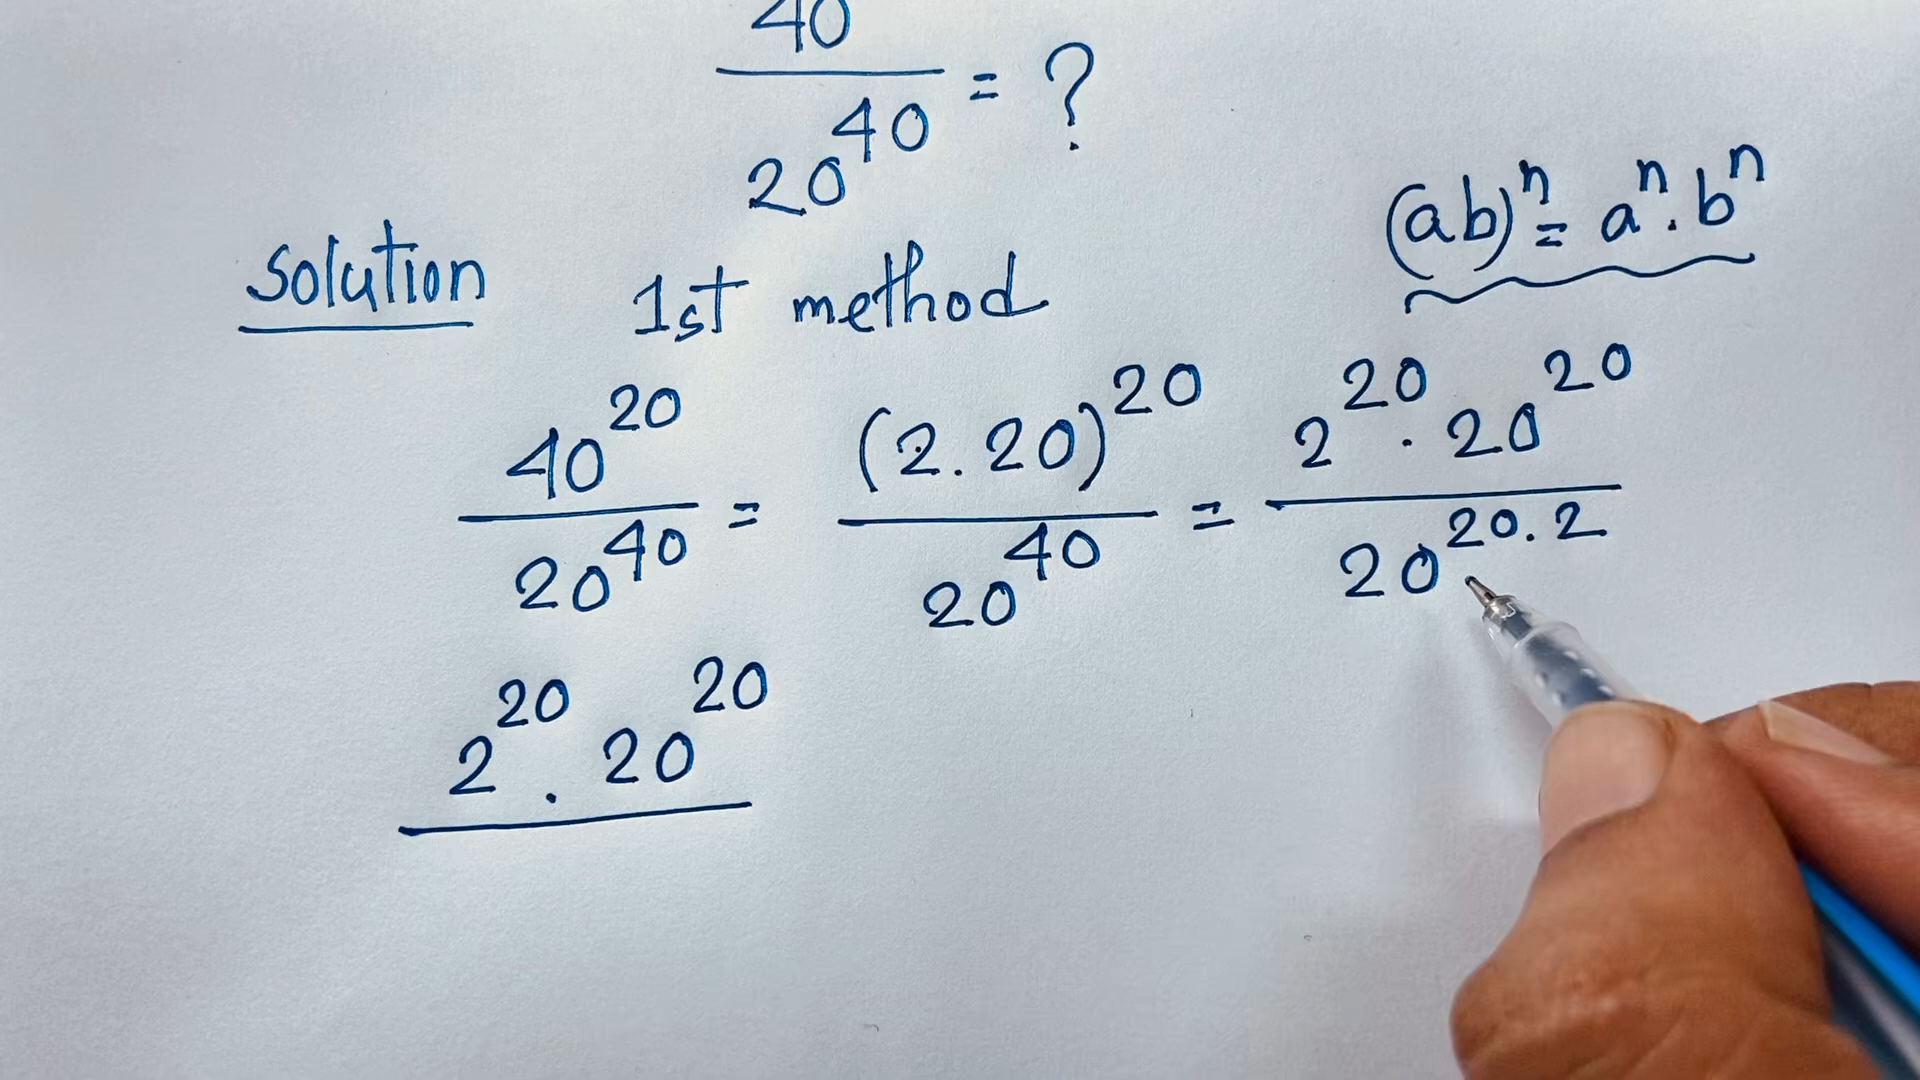 40
—— = ?
20^40
(ab)^n = a^n . b^n
Solution 1st method
40^20 / 20^40 = (2.20)^20 / 20^40 = 2^20 . 20^20 / 20^20.2
2^20 . 20^20